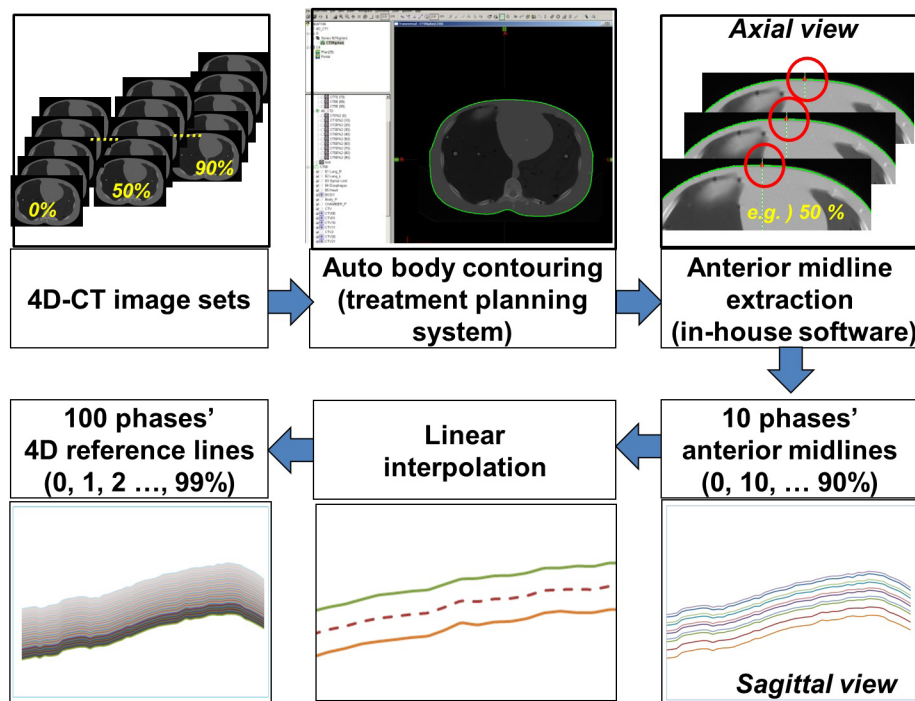 0%
50%
90%
Axial view
e.g. ) 50 %
4D-CT image sets
Auto body contouring
(treatment planning
system)
Anterior midline
extraction
(in-house software)
100 phases’
4D reference lines
(0, 1, 2 …, 99%)
Linear
interpolation
10 phases’
anterior midlines
(0, 10, … 90%)
Sagittal view